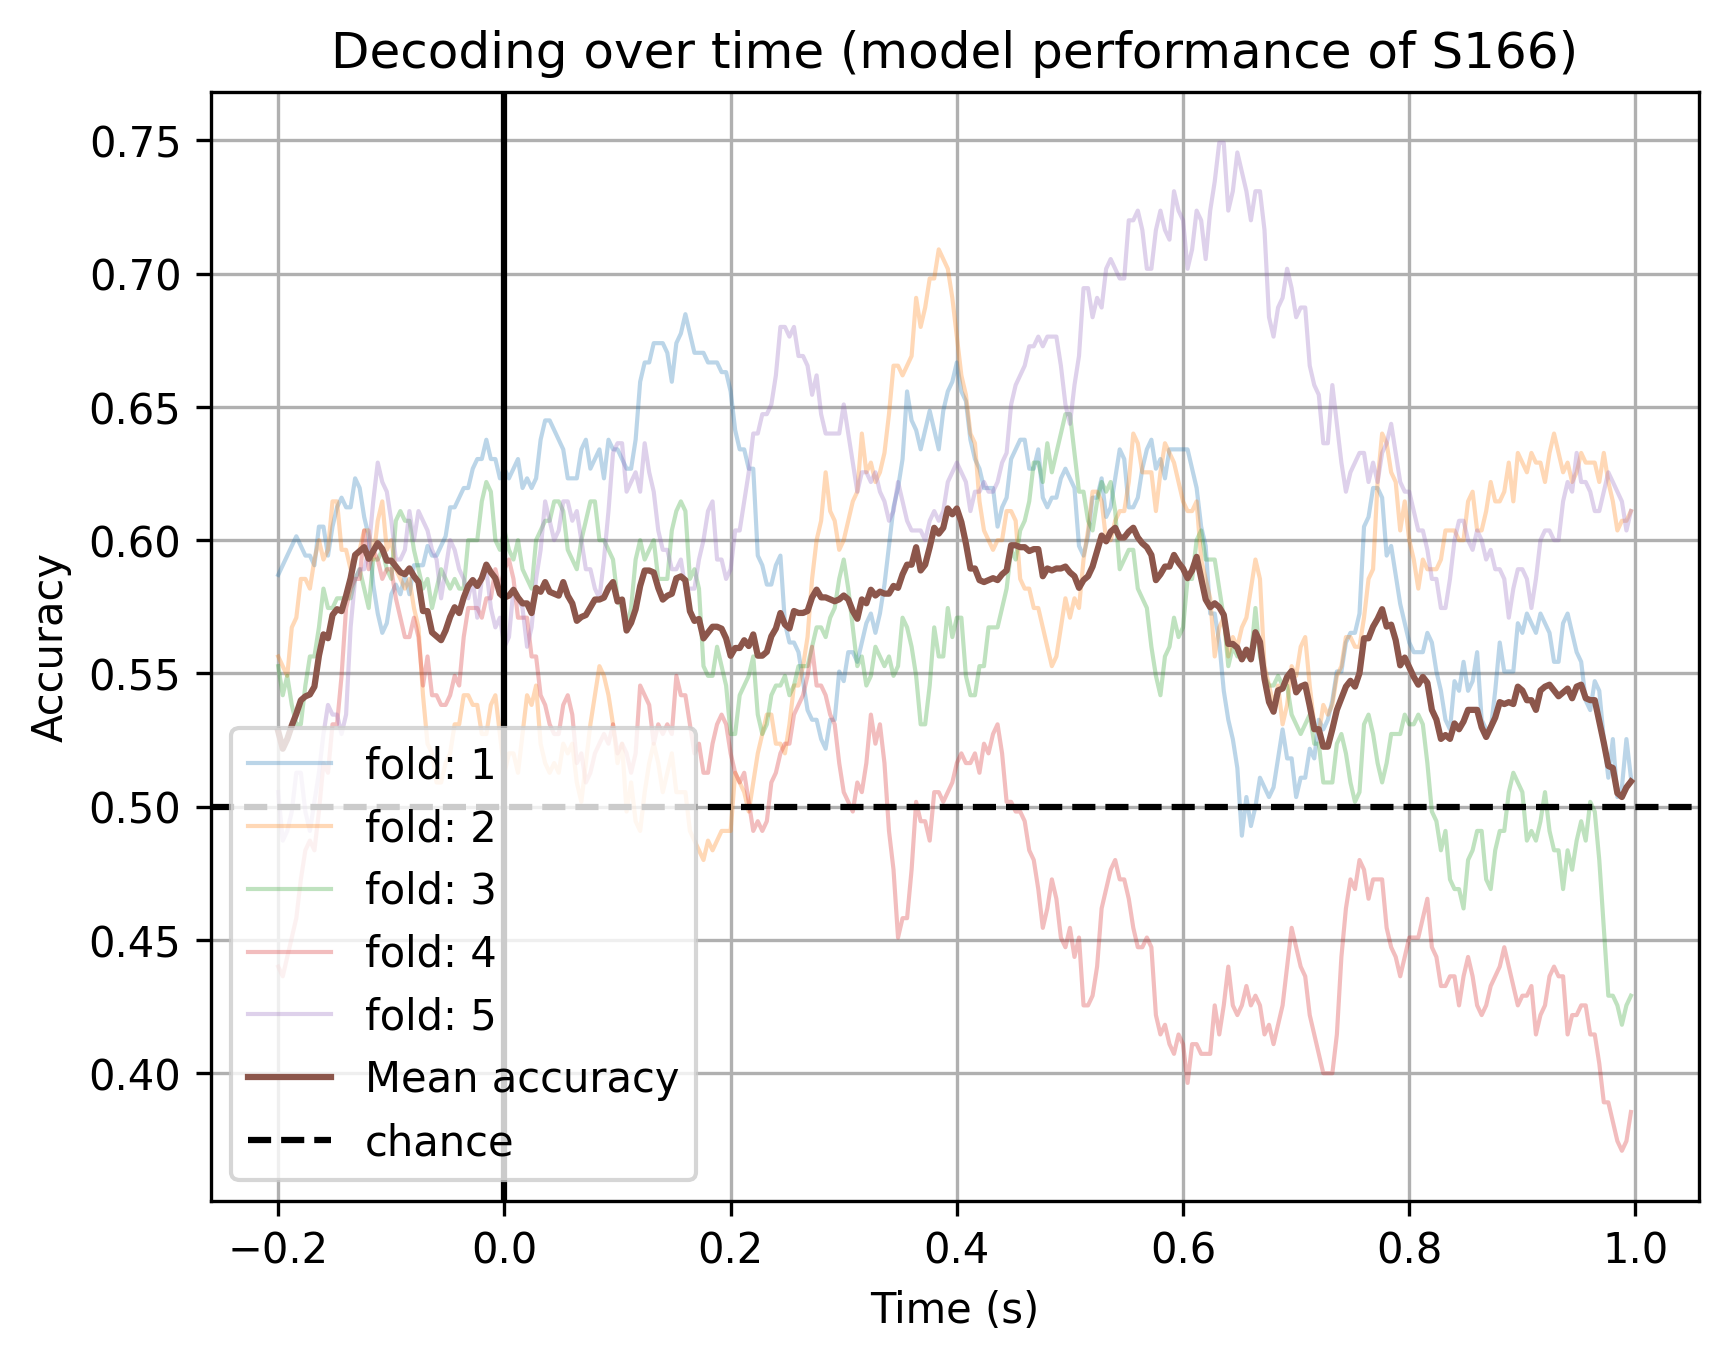 Decoding over time (model performance of S166)
Accuracy
0.75
0.70
0.65
0.60
0.55
0.50
0.45
0.40
fold: 1
fold: 2
fold: 3
fold: 4
fold: 5
Mean accuracy
chance
−0.2 0.0 0.2 0.4 0.6 0.8 1.0
Time (s)